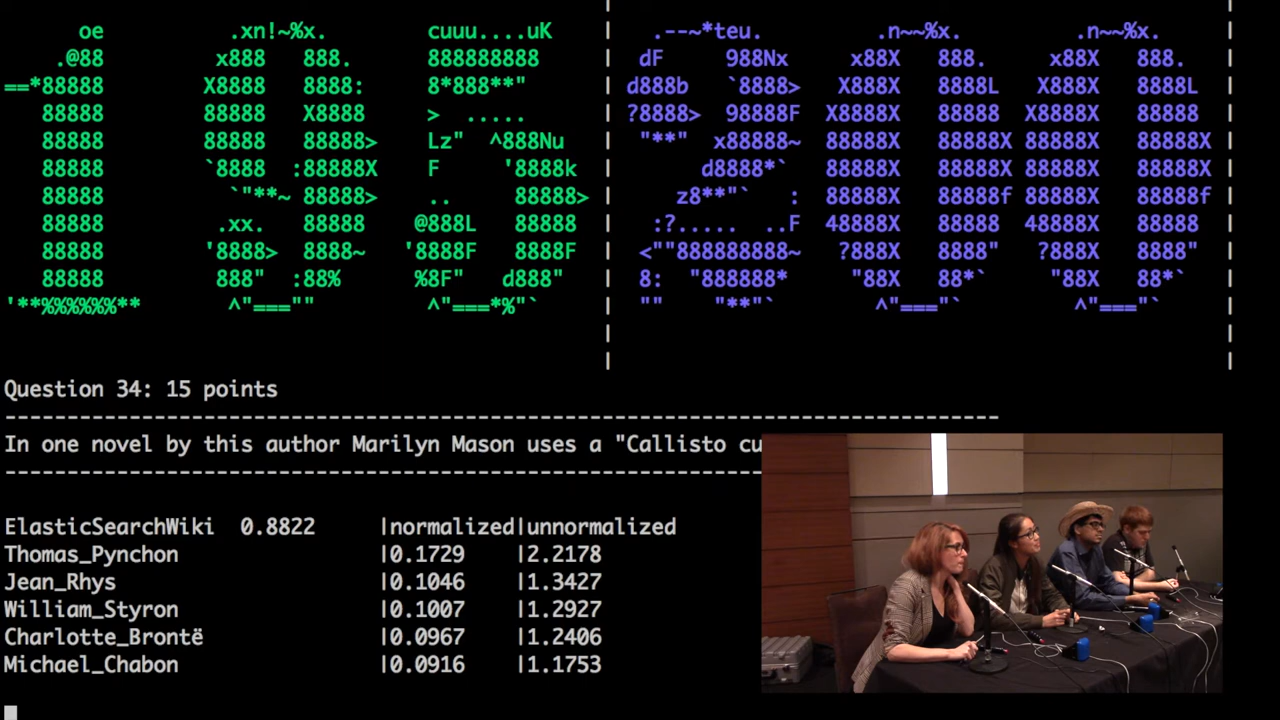 195 200
Question 34: 15 points
In one novel by this author Marilyn Mason uses a "Callisto cu
ElasticSearchWiki 0.8822 |normalized|unnormalized
Thomas_Pynchon |0.1729 |2.2178
Jean_Rhys |0.1046 |1.3427
William_Styron |0.1007 |1.2927
Charlotte_Brontë |0.0967 |1.2406
Michael_Chabon |0.0916 |1.1753